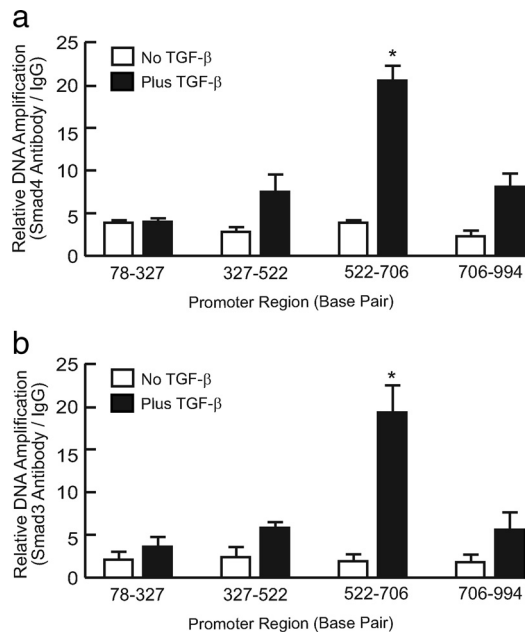 a
Relative DNA Amplification
(Smad4 Antibody / IgG)
25
20
15
10
5
0
No TGF-β
Plus TGF-β
*
78-327
327-522
522-706
706-994
Promoter Region (Base Pair)
b
Relative DNA Amplification
(Smad3 Antibody / IgG)
25
20
15
10
5
0
No TGF-β
Plus TGF-β
*
78-327
327-522
522-706
706-994
Promoter Region (Base Pair)